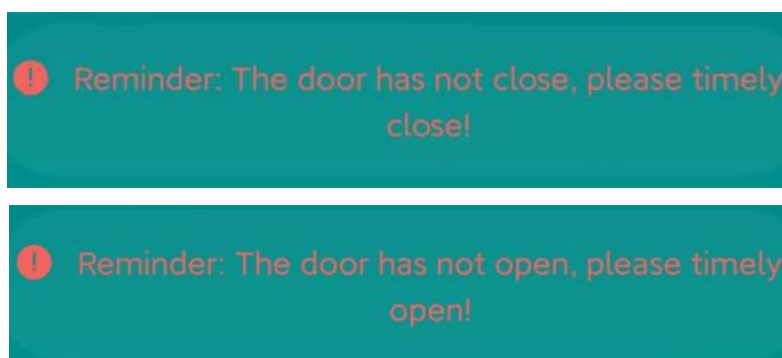 Reminder: The door has not close, please timely
close!
Reminder: The door has not open, please timely
open!